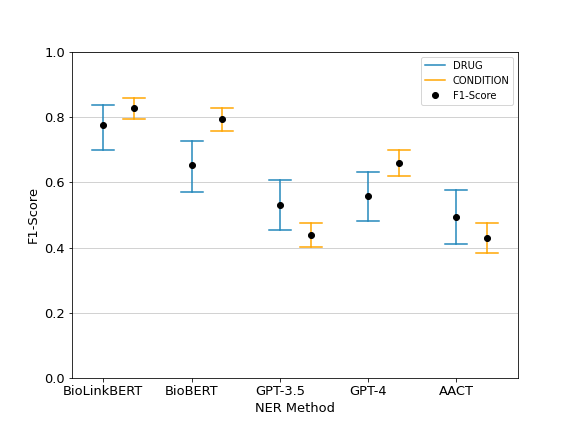 1.0
0.8
0.6
0.4
0.2
0.0
F1-Score
DRUG
CONDITION
F1-Score
BioLinkBERT BioBERT GPT-3.5 GPT-4 AACT
NER Method